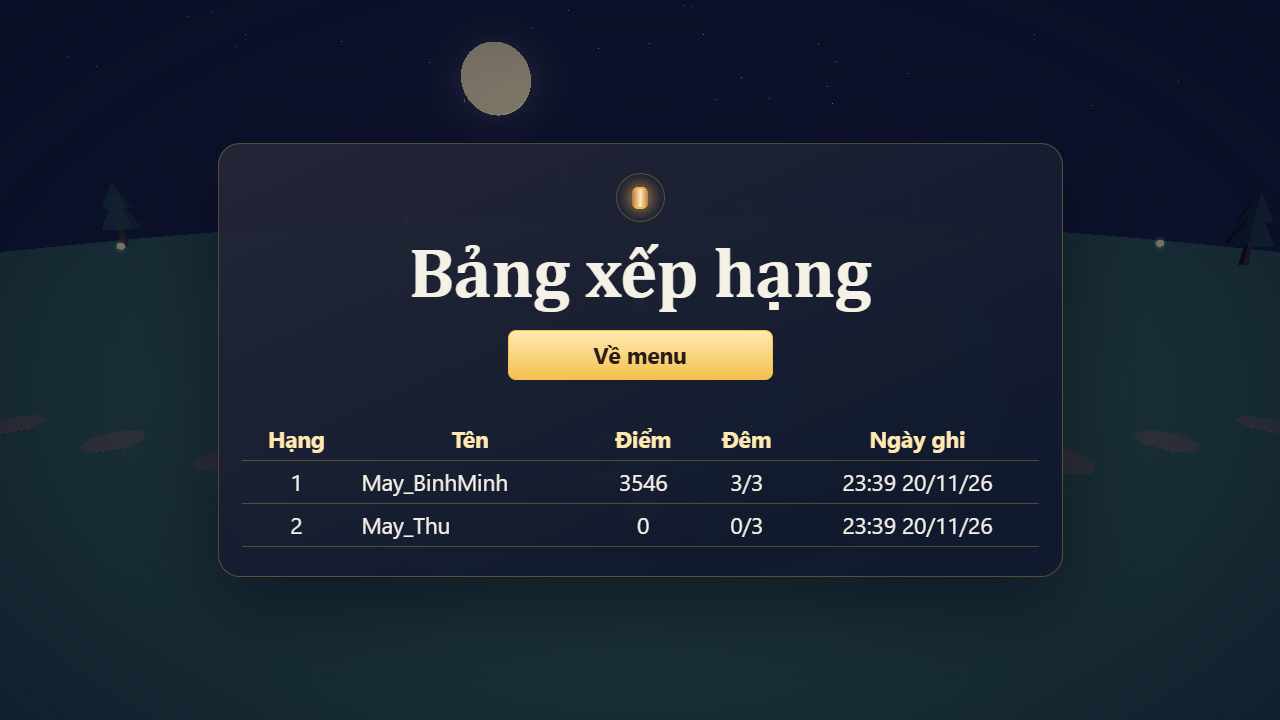 Bảng xếp hạng
Về menu
Hạng Tên Điểm Đêm Ngày ghi
1 May_BinhMinh 3546 3/3 23:39 20/11/26
2 May_Thu 0 0/3 23:39 20/11/26